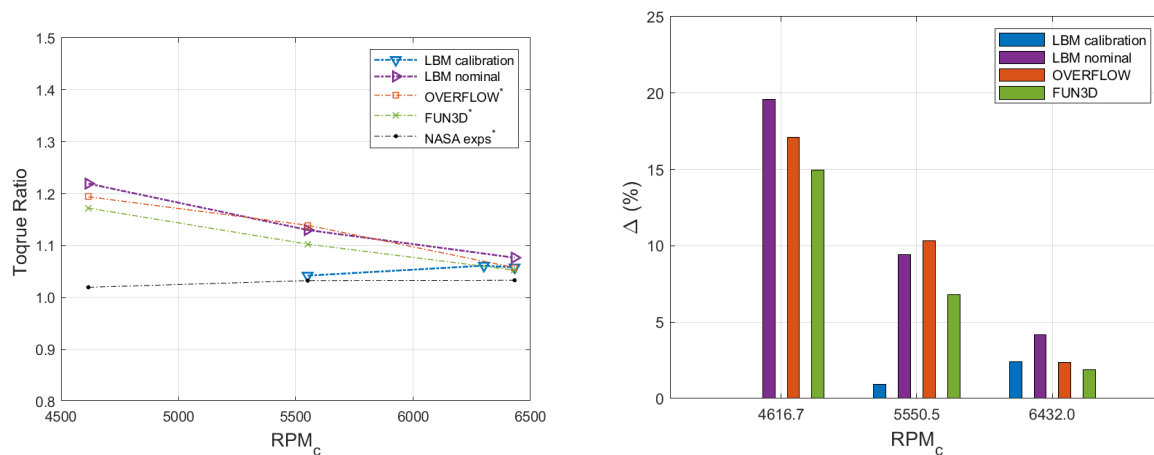 1.5
1.4
1.3
1.2
1.1
1.0
0.9
0.8
4500 5000 5500 6000 6500
Toqrue Ratio
RPMc
LBM calibration
LBM nominal
OVERFLOW*
FUN3D*
NASA exps*
25
20
15
10
5
0
4616.7 5550.5 6432.0
Δ (%)
RPMc
LBM calibration
LBM nominal
OVERFLOW
FUN3D